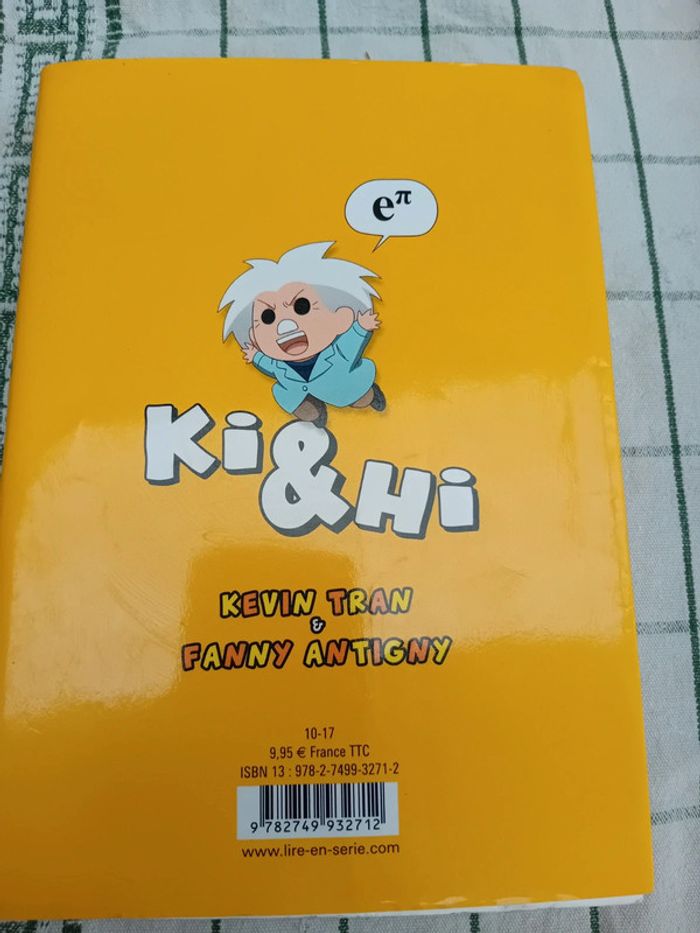 e^π
Ki & Hi
KEVIN TRAN
&
FANNY ANTIGNY
10-17
9,95 € France TTC
ISBN 13 : 978-2-7499-3271-2
9 782749 932712
www.lire-en-serie.com